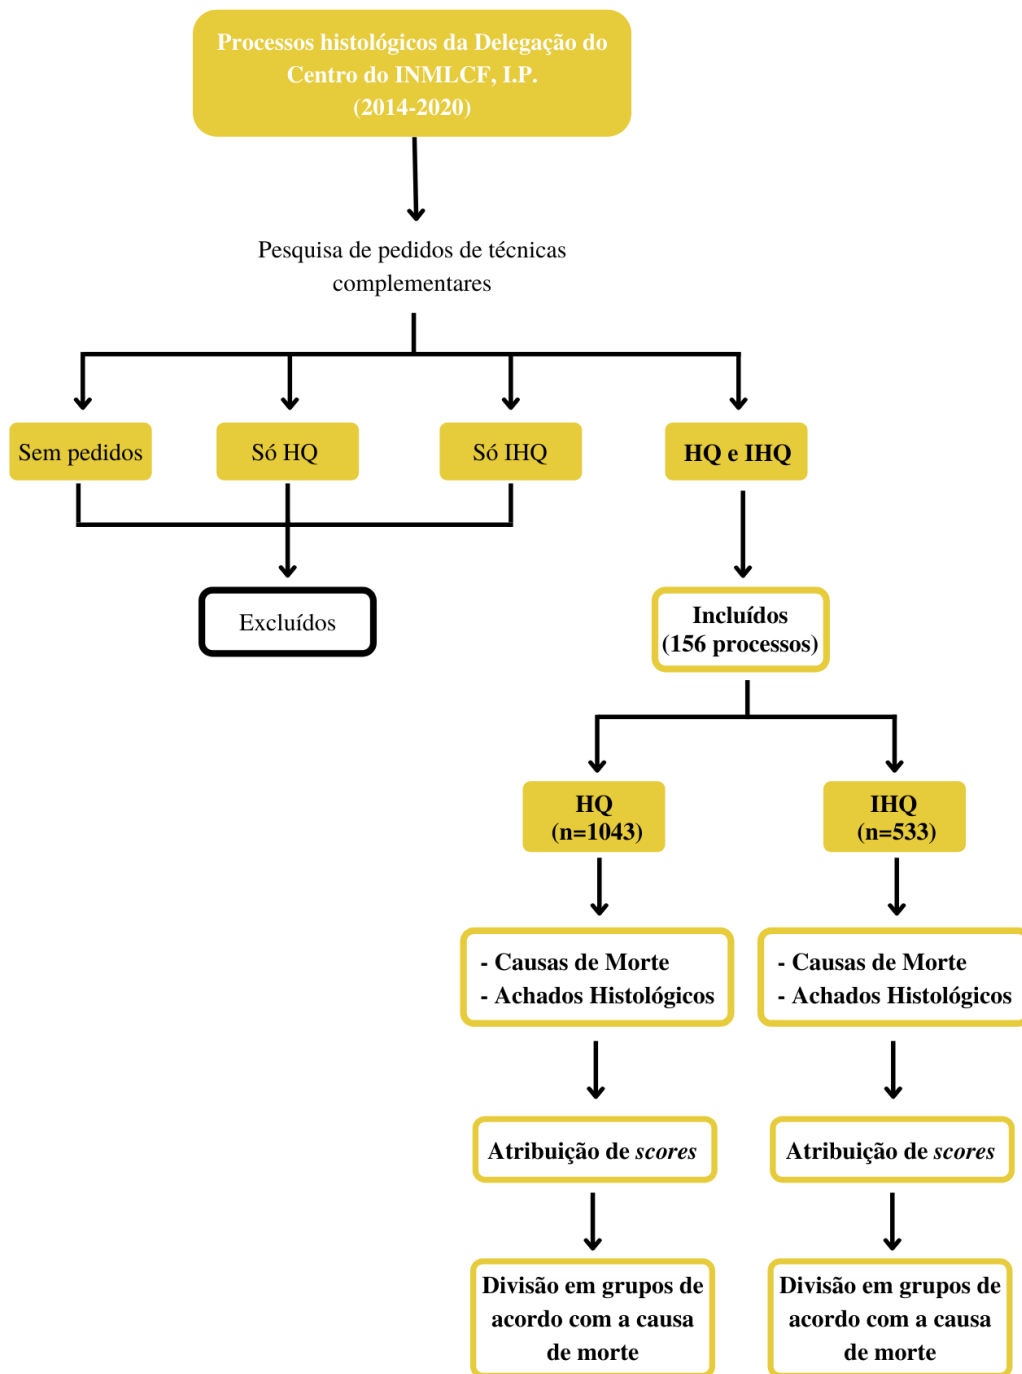 Processos histológicos da Delegação do
Centro do INMLCF, I.P.
(2014-2020)
Pesquisa de pedidos de técnicas
complementares
Sem pedidos
Só HQ
Só IHQ
HQ e IHQ
Excluídos
Incluídos
(156 processos)
HQ
(n=1043)
IHQ
(n=533)
- Causas de Morte
- Achados Histológicos
- Causas de Morte
- Achados Histológicos
Atribuição de scores
Atribuição de scores
Divisão em grupos de
acordo com a causa
de morte
Divisão em grupos de
acordo com a causa
de morte